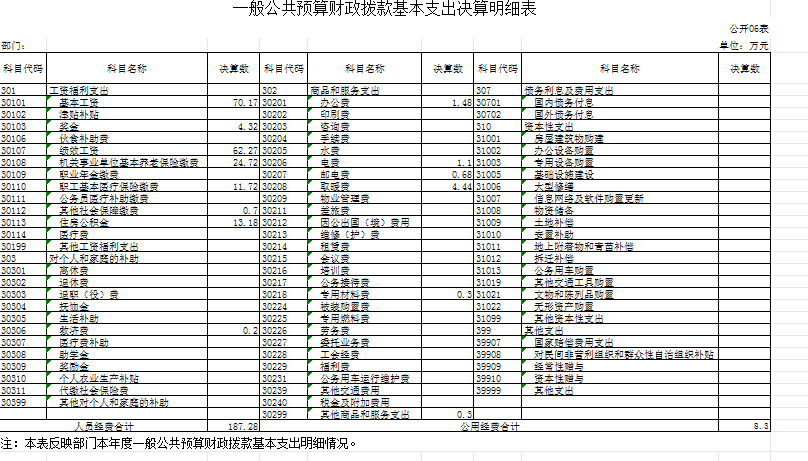 一般公共预算财政拨款基本支出决算明细表
公开06表
部门： 单位：万元
科目代码 科目名称 决算数 科目代码 科目名称 决算数 科目代码 科目名称 决算数
301 工资福利支出 302 商品和服务支出 307 债务利息及费用支出
30101 基本工资 70.17 30201 办公费 1.48 30701 国内债务付息
30102 津贴补贴 30202 印刷费 30702 国外债务付息
30103 奖金 4.32 30203 咨询费 310 资本性支出
30106 伙食补助费 30204 手续费 31001 房屋建筑物购建
30107 绩效工资 62.27 30205 水费 31002 办公设备购置
30108 机关事业单位基本养老保险缴费 24.72 30206 电费 1.1 31003 专用设备购置
30109 职业年金缴费 30207 邮电费 0.68 31005 基础设施建设
30110 职工基本医疗保险缴费 11.72 30208 取暖费 4.44 31006 大型修缮
30111 公务员医疗补助缴费 30209 物业管理费 31007 信息网络及软件购置更新
30112 其他社会保障缴费 0.7 30211 差旅费 31008 物资储备
30113 住房公积金 13.18 30212 因公出国（境）费用 31009 土地补偿
30114 医疗费 30213 维修（护）费 31010 安置补助
30199 其他工资福利支出 30214 租赁费 31011 地上附着物和青苗补偿
303 对个人和家庭的补助 30215 会议费 31012 拆迁补偿
30301 离休费 30216 培训费 31013 公务用车购置
30302 退休费 30217 公务接待费 31019 其他交通工具购置
30303 退职（役）费 30218 专用材料费 0.3 31021 文物和陈列品购置
30304 抚恤金 30224 被装购置费 31022 无形资产购置
30305 生活补助 30225 专用燃料费 31099 其他资本性支出
30306 救济费 0.2 30226 劳务费 399 其他支出
30307 医疗费补助 30227 委托业务费 39907 国家赔偿费用支出
30308 助学金 30228 工会经费 39908 对民间非营利组织和群众性自治组织补贴
30309 奖励金 30229 福利费 39909 经常性赠与
30310 个人农业生产补贴 30231 公务用车运行维护费 39910 资本性赠与
30311 代缴社会保险费 30239 其他交通费用 39999 其他支出
30399 其他对个人和家庭的补助 30240 税金及附加费用
30299 其他商品和服务支出 0.3
人员经费合计 187.28 公用经费合计 8.3
注：本表反映部门本年度一般公共预算财政拨款基本支出明细情况。